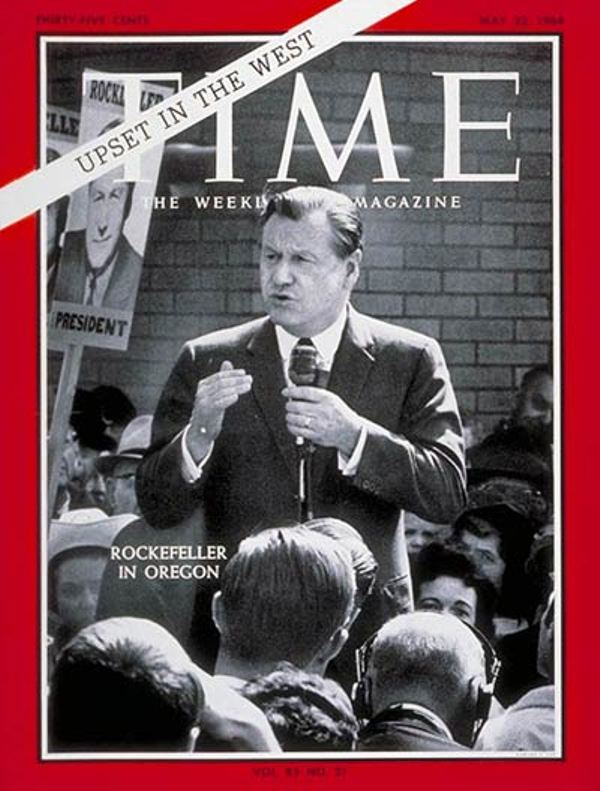 THIRTY-FIVE CENTS
MAY 22, 1964
UPSET IN THE WEST
TIME
THE WEEKLY MAGAZINE
ROCKEFELLER
PRESIDENT
ROCKEFELLER
IN OREGON
VOL. 83 NO. 21